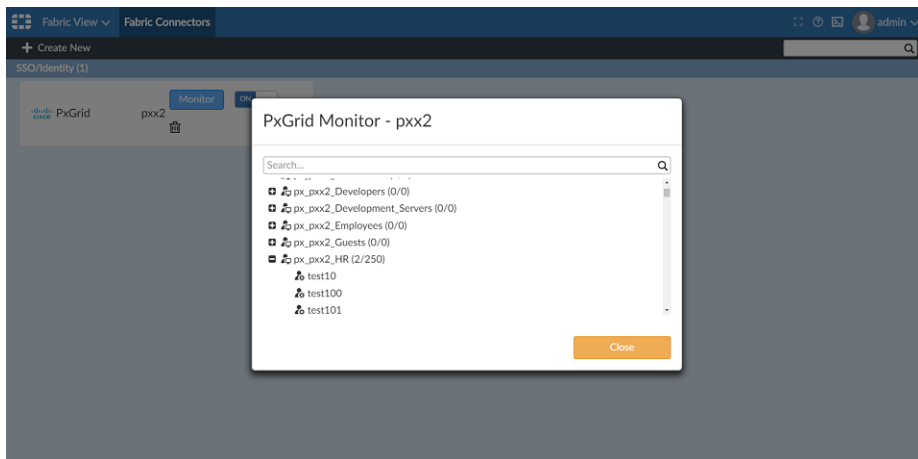 Fabric View Fabric Connectors admin
+ Create New
SSO/Identity (1)
CISCO PxGrid pxx2 Monitor ON
PxGrid Monitor - pxx2
Search...
px_pxx2_Developers (0/0)
px_pxx2_Development_Servers (0/0)
px_pxx2_Employees (0/0)
px_pxx2_Guests (0/0)
px_pxx2_HR (2/250)
test10
test100
test101
Close